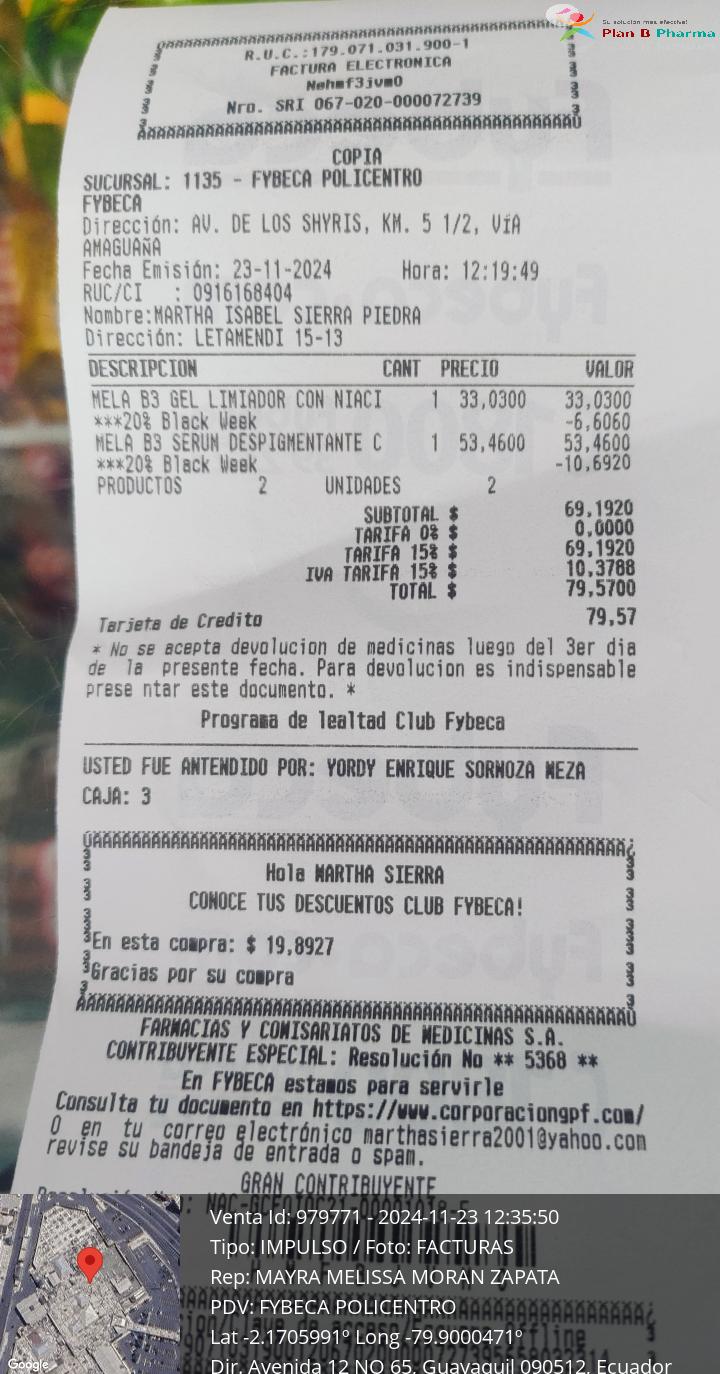 Su solución más efectiva!
Plan B Pharma
R.U.C.:179.071.031.900-1
FACTURA ELECTRONICA
Nehmf3jvm0
Nro. SRI 067-020-000072739
COPIA
SUCURSAL: 1135 - FYBECA POLICENTRO
FYBECA
Dirección: AV. DE LOS SHYRIS, KM. 5 1/2, VíA
AMAGUAñA
Fecha Emisión: 23-11-2024 Hora: 12:19:49
RUC/CI : 0916168404
Nombre:MARTHA ISABEL SIERRA PIEDRA
Dirección: LETAMENDI 15-13
DESCRIPCION CANT PRECIO VALOR
MELA B3 GEL LIMIADOR CON NIACI 1 33,0300 33,0300
***20% Black Week -6,6060
MELA B3 SERUN DESPIGMENTANTE C 1 53,4600 53,4600
***20% Black Week -10,6920
PRODUCTOS 2 UNIDADES 2
SUBTOTAL $ 69,1920
TARIFA 0% $ 0,0000
TARIFA 15% $ 69,1920
IVA TARIFA 15% $ 10,3788
TOTAL $ 79,5700
Tarjeta de Credito 79,57
* No se acepta devolucion de medicinas luego del 3er dia
de la presente fecha. Para devolucion es indispensable
prese ntar este documento. *
Programa de lealtad Club Fybeca
USTED FUE ANTENDIDO POR: YORDY ENRIQUE SORNOZA MEZA
CAJA: 3
Hola MARTHA SIERRA
CONOCE TUS DESCUENTOS CLUB FYBECA!
En esta compra: $ 19,8927
Gracias por su compra
FARMACIAS Y COMISARIATOS DE MEDICINAS S.A.
CONTRIBUYENTE ESPECIAL: Resolución No ** 5368 **
En FYBECA estamos para servirle
Consulta tu documento en https://www.corporaciongpf.com/
O en tu correo electrónico marthasierra2001@yahoo.com
revise su bandeja de entrada o spam.
GRAN CONTRIBUYENTE
Venta Id: 979771 - 2024-11-23 12:35:50
Tipo: IMPULSO / Foto: FACTURAS
Rep: MAYRA MELISSA MORAN ZAPATA
PDV: FYBECA POLICENTRO
Lat -2.1705991º Long -79.9000471º
Dir. Avenida 12 NO 65, Guayaquil 090512, Ecuador
Google